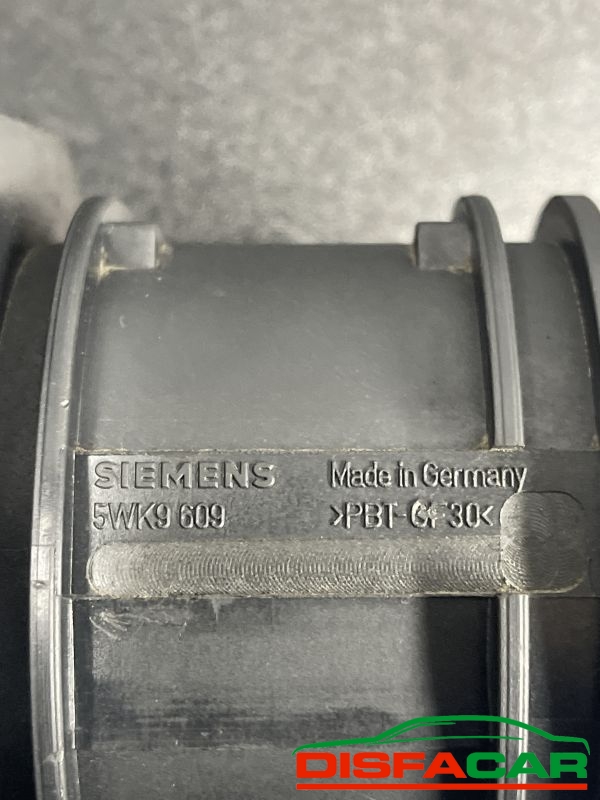 SIEMENS
5WK9 609
Made in Germany
>PBT-GF30<
DISFACAR